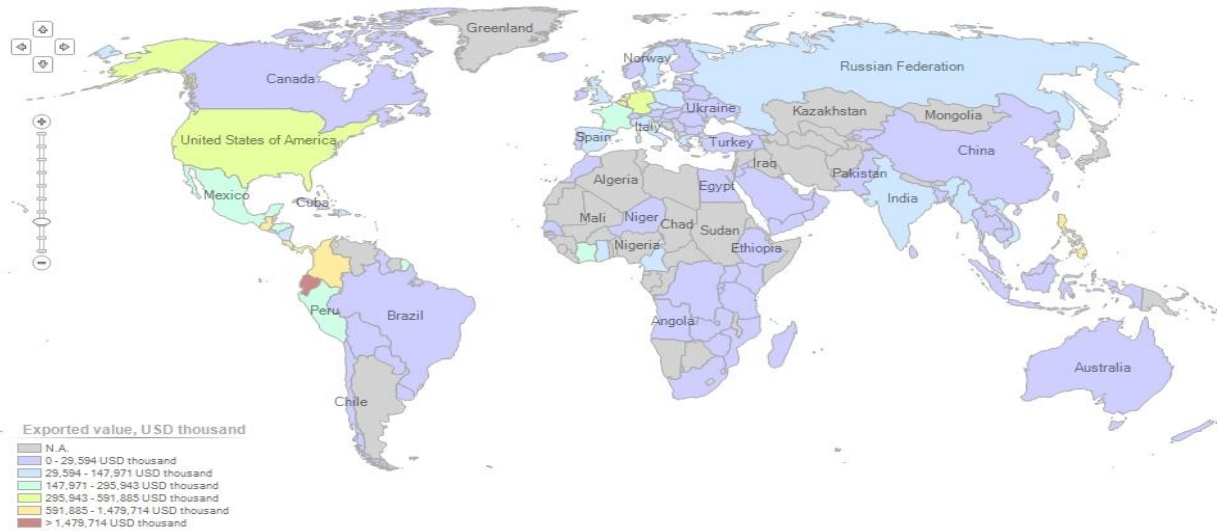 Greenland
Norway
Russian Federation
Canada
Ukraine
Kazakhstan
Mongolia
Italy
Spain
United States of America
Turkey
China
Iraq
Pakistan
Algeria
Egypt
Mexico
Cuba
India
Mali
Niger
Chad
Sudan
Nigeria
Ethiopia
Peru
Brazil
Angola
Australia
Chile
Exported value, USD thousand
N.A.
0 - 29,594 USD thousand
29,594 - 147,971 USD thousand
147,971 - 295,943 USD thousand
295,943 - 591,885 USD thousand
591,885 - 1,479,714 USD thousand
> 1,479,714 USD thousand